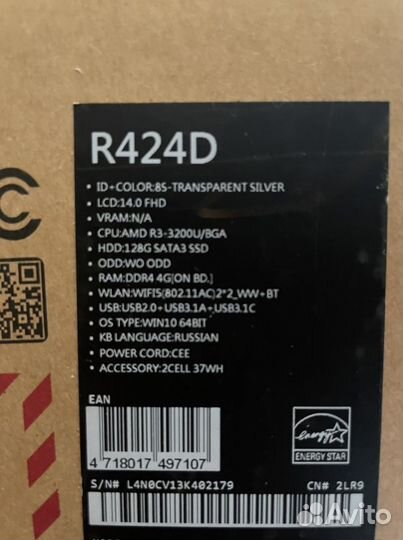 R424D
• ID+COLOR:8S-TRANSPARENT SILVER
• LCD:14.0 FHD
• VRAM:N/A
• CPU:AMD R3-3200U/BGA
• HDD:128G SATA3 SSD
• ODD:WO ODD
• RAM:DDR4 4G[ON BD.]
• WLAN:WIFI5(802.11AC)2*2_WW+BT
• USB:USB2.0+USB3.1A+USB3.1C
• OS TYPE:WIN10 64BIT
• KB LANGUAGE:RUSSIAN
• POWER CORD:CEE
• ACCESSORY:2CELL 37WH
EAN
4 718017 497107
energy
ENERGY STAR
S/N# L4N0CV13K402179
CN# 2LR9
Avito